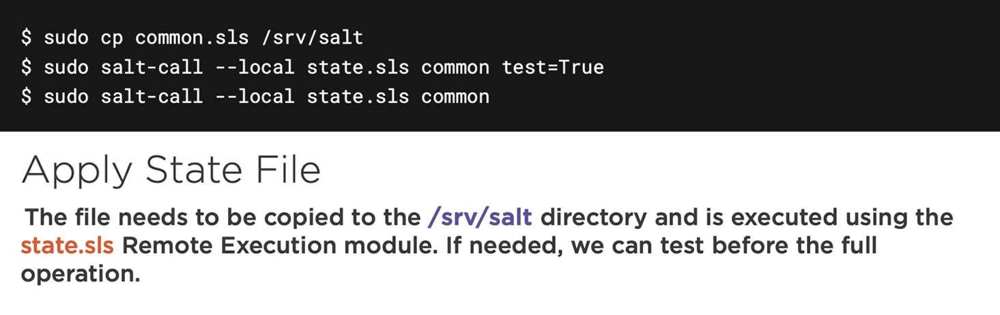 $ sudo cp common.sls /srv/salt
$ sudo salt-call --local state.sls common test=True
$ sudo salt-call --local state.sls common
Apply State File
The file needs to be copied to the /srv/salt directory and is executed using the
state.sls Remote Execution module. If needed, we can test before the full
operation.